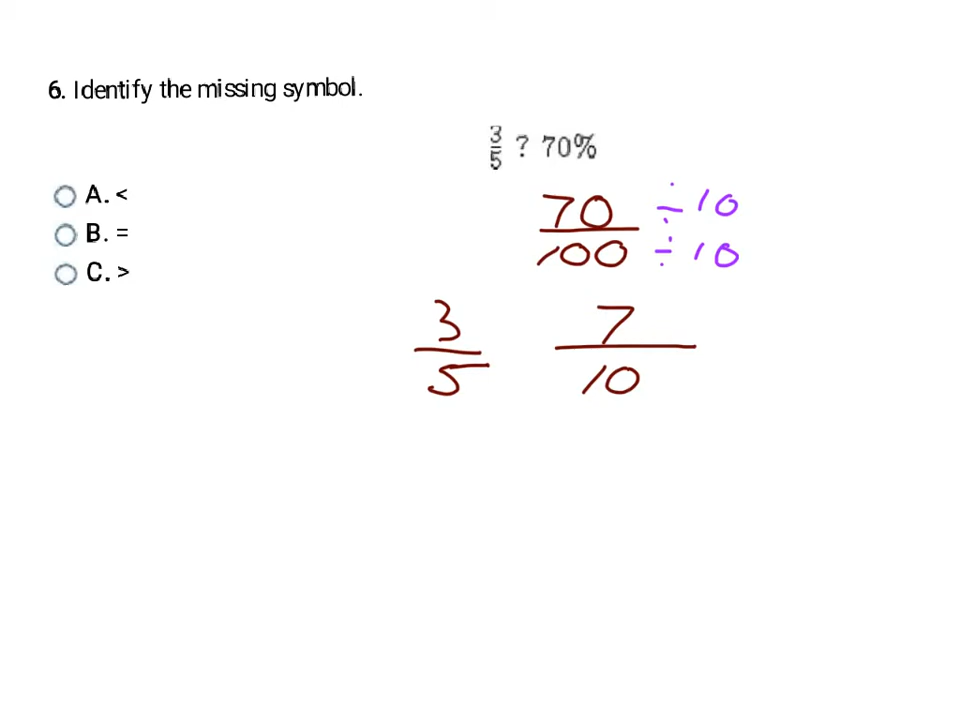 6. Identify the missing symbol.
3/5 ? 70%
A. <
B. =
C. >
70 ÷ 10
100 ÷ 10
3 7
5 10